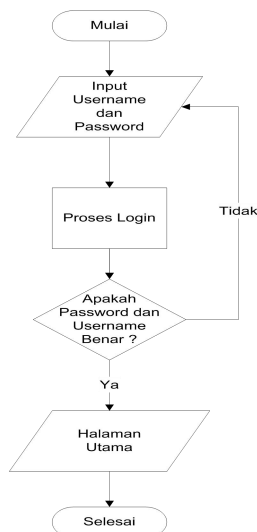 Mulai
Input
Username
dan
Password
Proses Login
Tidak
Apakah
Password dan
Username
Benar ?
Ya
Halaman
Utama
Selesai